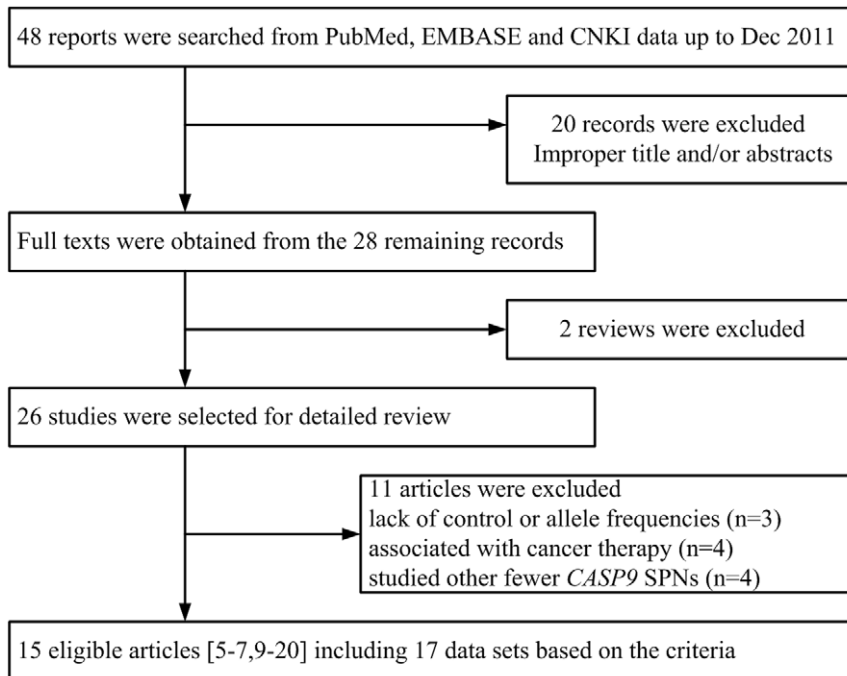 48 reports were searched from PubMed, EMBASE and CNKI data up to Dec 2011
20 records were excluded
Improper title and/or abstracts
Full texts were obtained from the 28 remaining records
2 reviews were excluded
26 studies were selected for detailed review
11 articles were excluded
lack of control or allele frequencies (n=3)
associated with cancer therapy (n=4)
studied other fewer CASP9 SPNs (n=4)
15 eligible articles [5-7,9-20] including 17 data sets based on the criteria